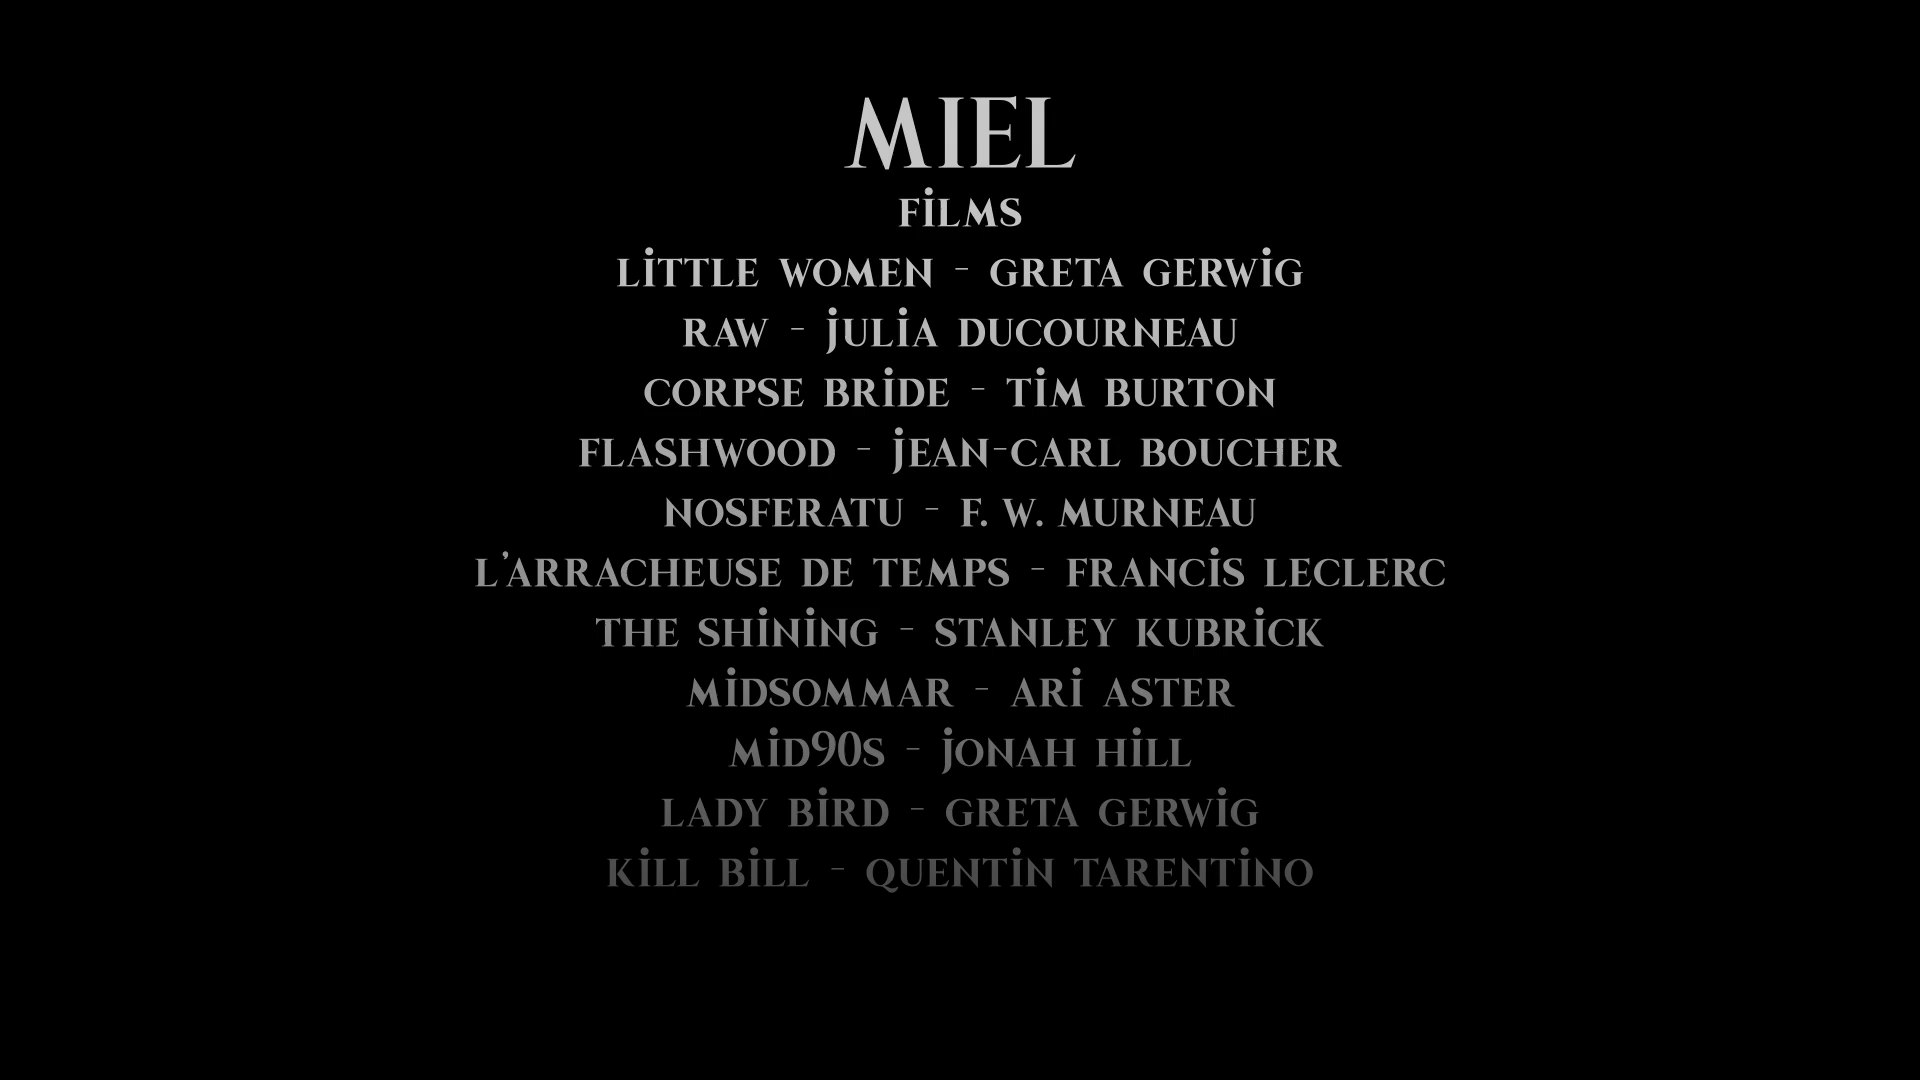 MIEL
FILMS
LITTLE WOMEN - GRETA GERWIG
RAW - JULIA DUCOURNEAU
CORPSE BRIDE - TIM BURTON
FLASHWOOD - JEAN-CARL BOUCHER
NOSFERATU - F. W. MURNEAU
L'ARRACHEUSE DE TEMPS - FRANCIS LECLERC
THE SHINING - STANLEY KUBRICK
MIDSOMMAR - ARI ASTER
MID90S - JONAH HILL
LADY BIRD - GRETA GERWIG
KILL BILL - QUENTIN TARENTINO